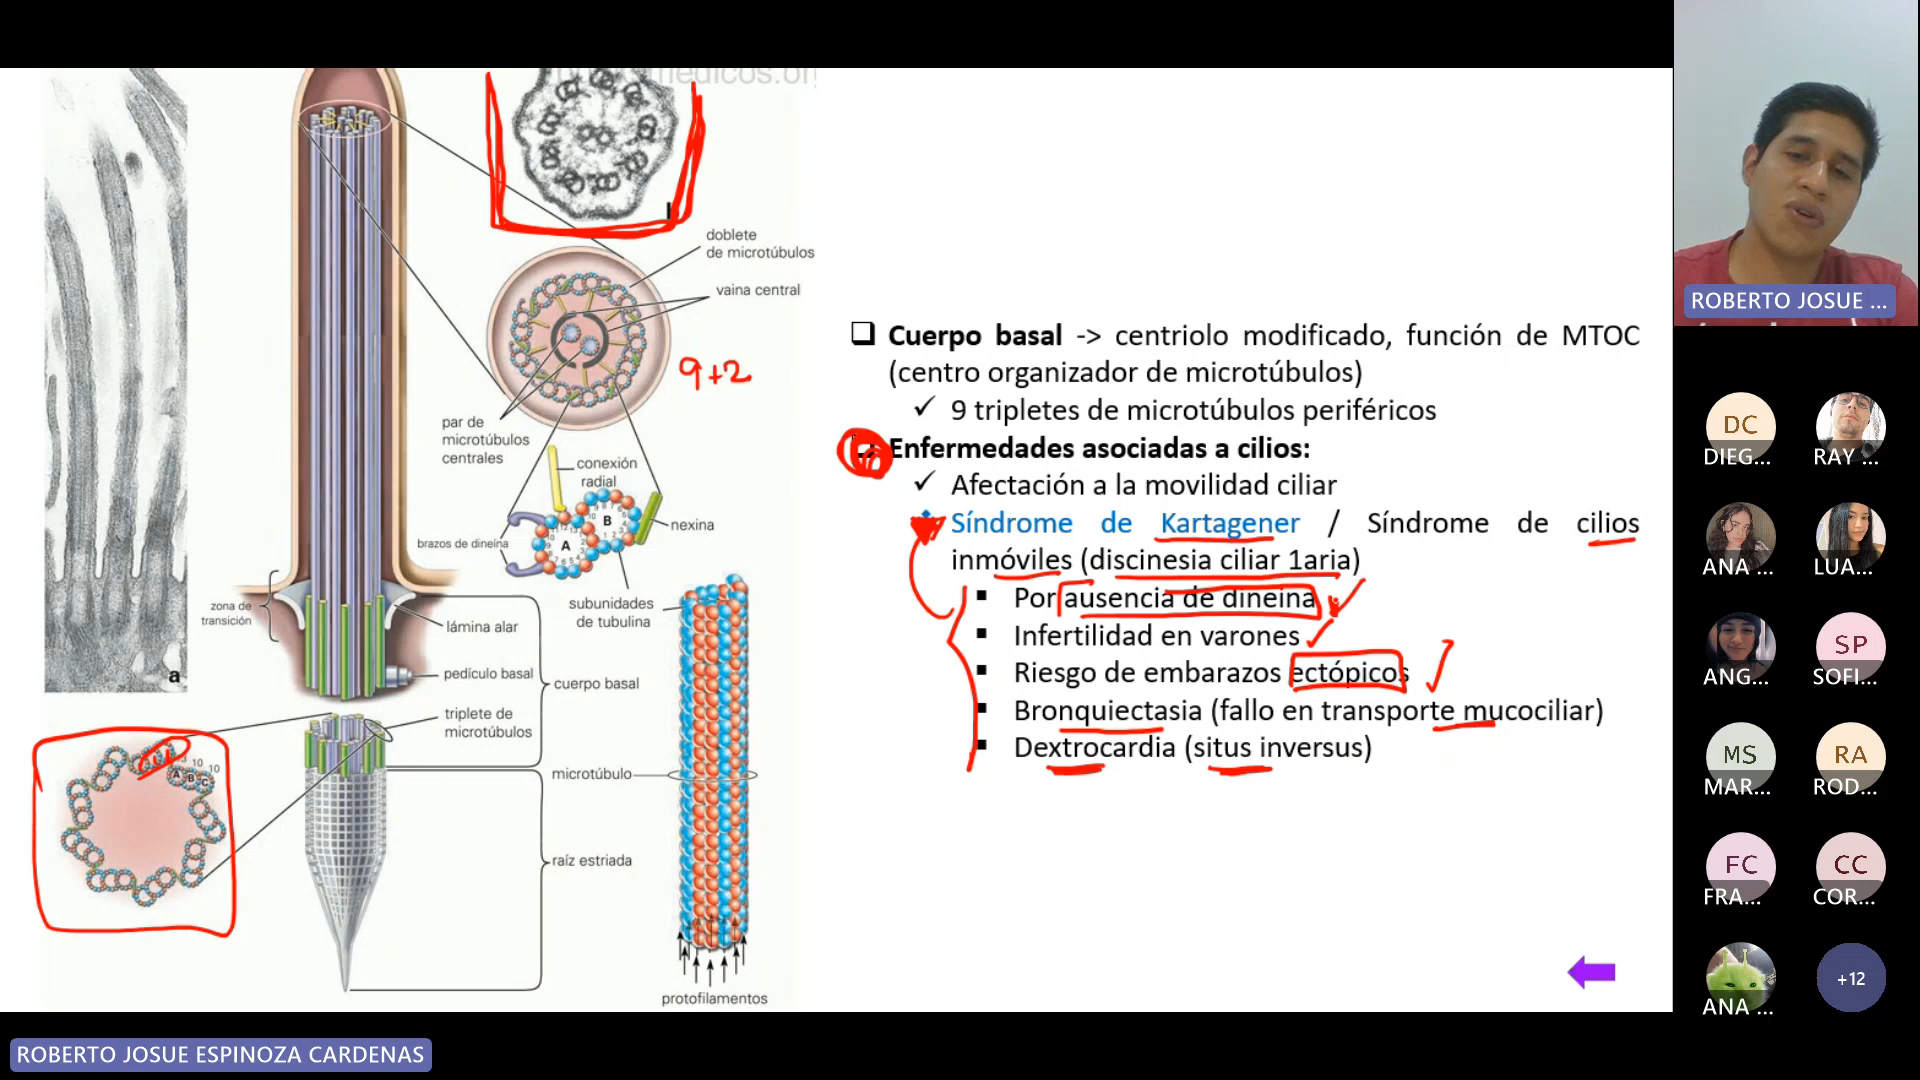 doblete
de microtúbulos
vaina central
9+2
par de
microtúbulos
centrales
conexión
radial
B
A
nexina
brazos de dineína
subunidades
de tubulina
zona de
transición
lámina alar
pedículo basal
cuerpo basal
triplete de
microtúbulos
microtúbulo
raíz estriada
protofilamentos
a
A B C
10
10
Cuerpo basal -> centriolo modificado, función de MTOC
(centro organizador de microtúbulos)
✓ 9 tripletes de microtúbulos periféricos
Enfermedades asociadas a cilios:
✓ Afectación a la movilidad ciliar
Síndrome de Kartagener / Síndrome de cilios
inmóviles (discinesia ciliar 1aria)
Por ausencia de dineína
Infertilidad en varones
Riesgo de embarazos ectópicos
Bronquiectasia (fallo en transporte mucociliar)
Dextrocardia (situs inversus)
ROBERTO JOSUE ...
DC
DIEG...
RAY ...
ANA ...
LUA...
ANG...
SP
SOFI...
MS
MAR...
RA
ROD...
FC
FRA...
CC
COR...
ANA ...
+12
ROBERTO JOSUE ESPINOZA CARDENAS